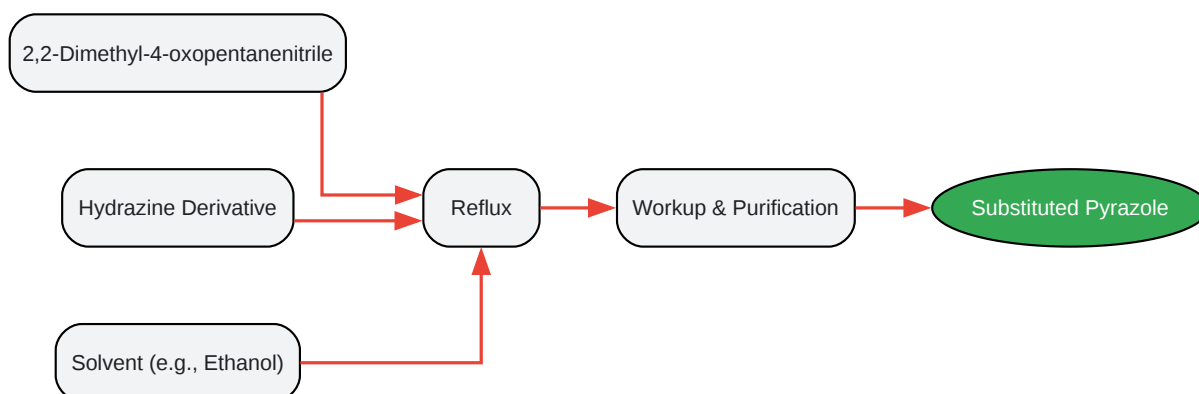 2,2-Dimethyl-4-oxopentanenitrile
Hydrazine Derivative
Reflux
Workup & Purification
Substituted Pyrazole
Solvent (e.g., Ethanol)